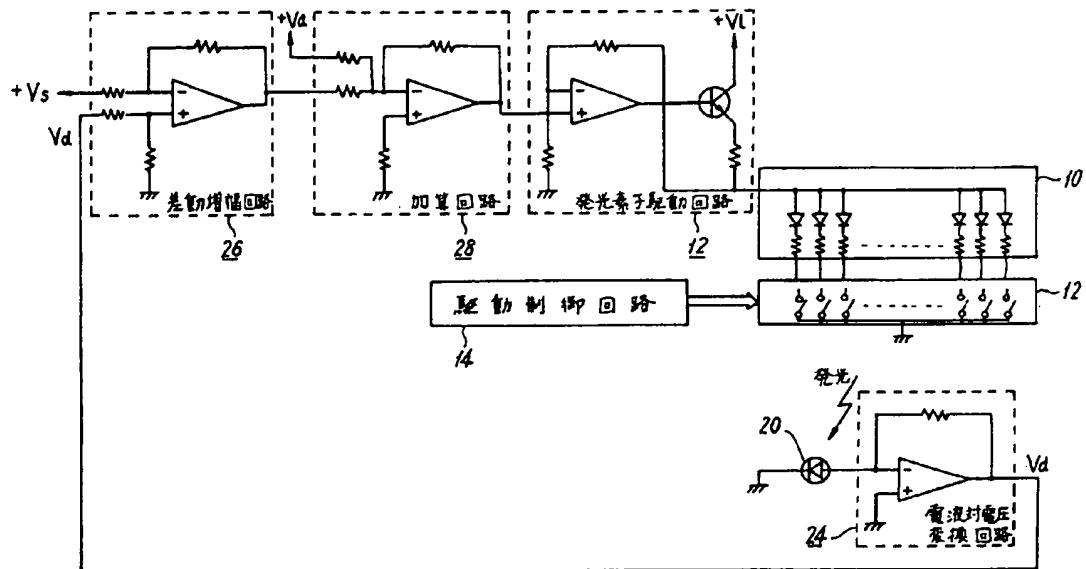 +Va
+Vl
+Vs
Vd
差動増幅回路
26
加算回路
28
発光素子駆動回路
12
10
12
駆動制御回路
14
発光
20
Vd
24
電流対電圧
変換回路